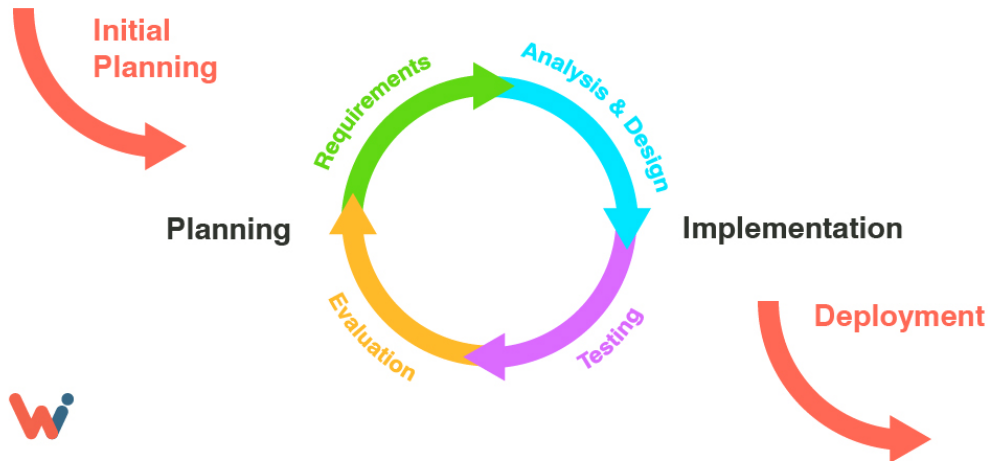 Initial
Planning
Requirements
Analysis & Design
Planning
Implementation
Evaluation
Testing
Deployment